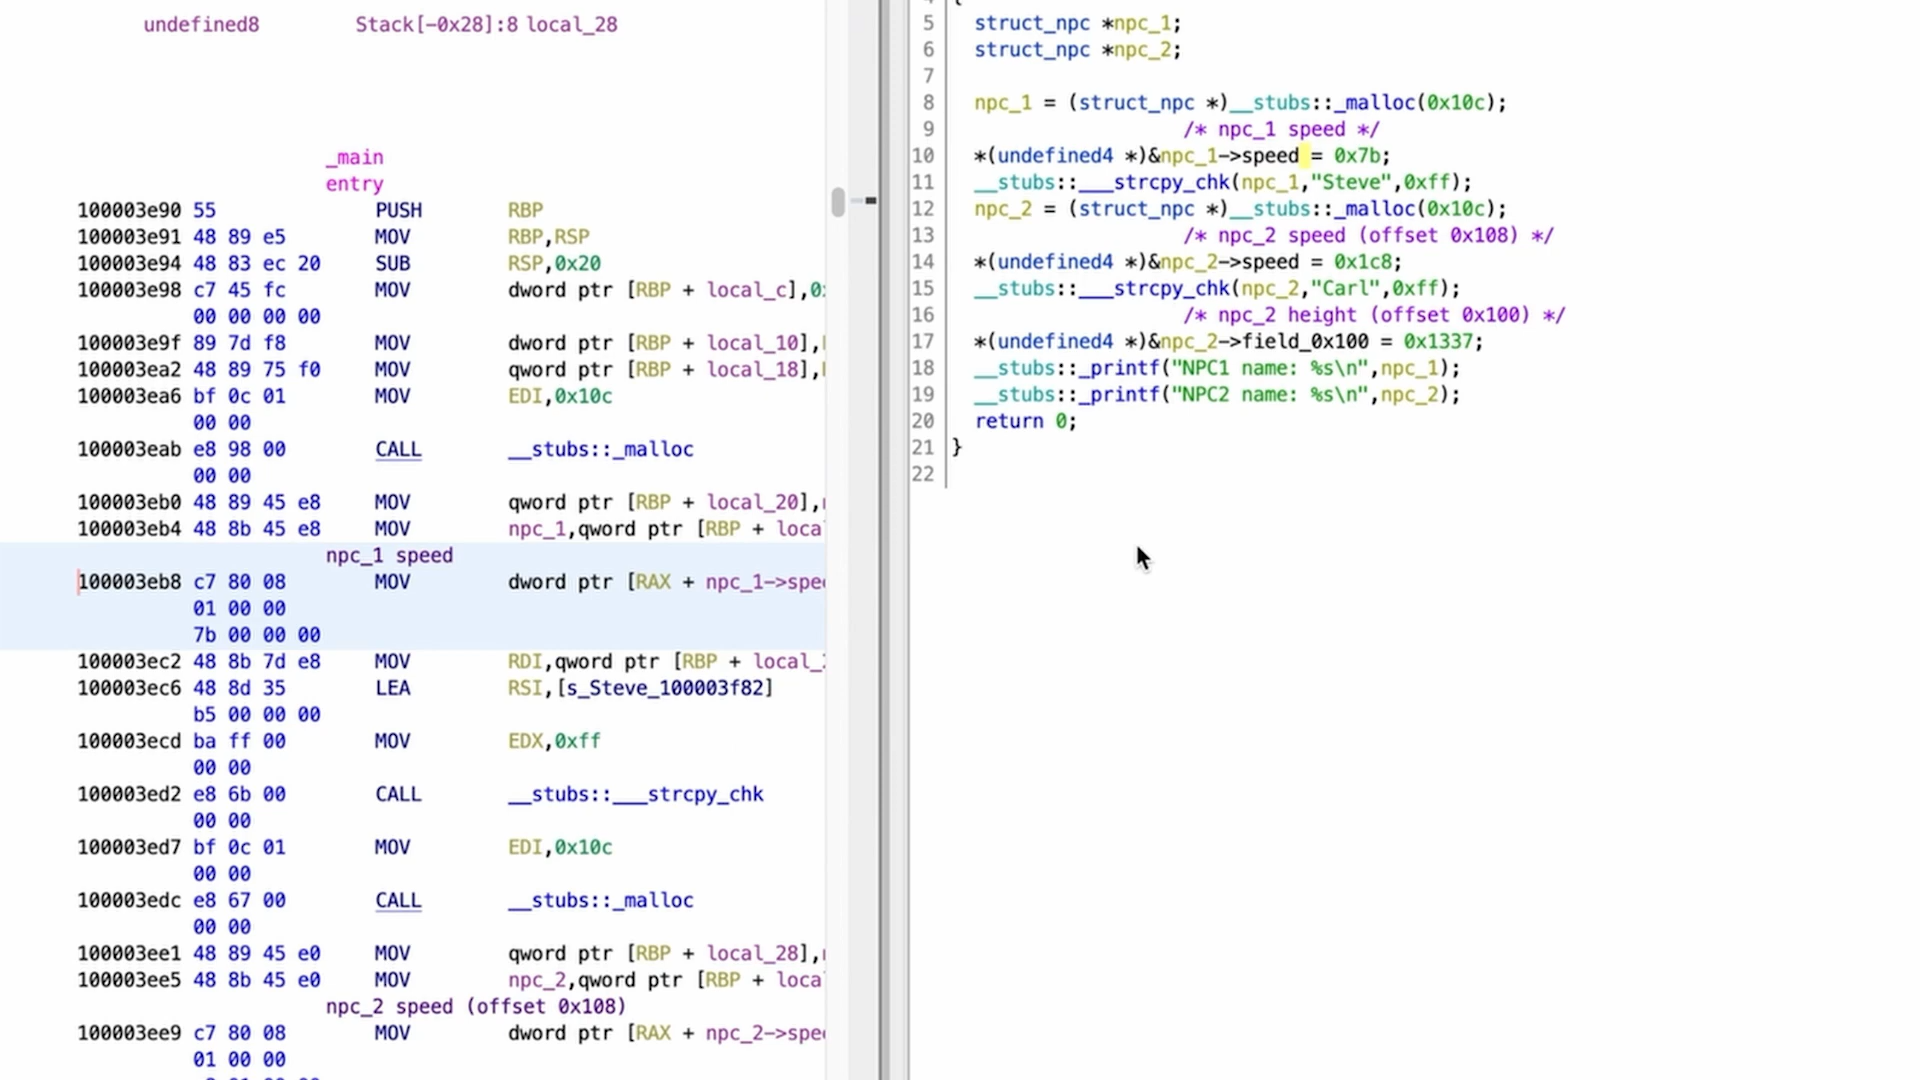 undefined8 Stack[-0x28]:8 local_28
_main
entry
100003e90 55 PUSH RBP
100003e91 48 89 e5 MOV RBP,RSP
100003e94 48 83 ec 20 SUB RSP,0x20
100003e98 c7 45 fc MOV dword ptr [RBP + local_c],0
00 00 00 00
100003e9f 89 7d f8 MOV dword ptr [RBP + local_10],
100003ea2 48 89 75 f0 MOV qword ptr [RBP + local_18],
100003ea6 bf 0c 01 MOV EDI,0x10c
00 00
100003eab e8 98 00 CALL __stubs::_malloc
00 00
100003eb0 48 89 45 e8 MOV qword ptr [RBP + local_20],
100003eb4 48 8b 45 e8 MOV npc_1,qword ptr [RBP + loca
npc_1 speed
100003eb8 c7 80 08 MOV dword ptr [RAX + npc_1->spe
01 00 00
7b 00 00 00
100003ec2 48 8b 7d e8 MOV RDI,qword ptr [RBP + local_
100003ec6 48 8d 35 LEA RSI,[s_Steve_100003f82]
b5 00 00 00
100003ecd ba ff 00 MOV EDX,0xff
00 00
100003ed2 e8 6b 00 CALL __stubs::___strcpy_chk
00 00
100003ed7 bf 0c 01 MOV EDI,0x10c
00 00
100003edc e8 67 00 CALL __stubs::_malloc
00 00
100003ee1 48 89 45 e0 MOV qword ptr [RBP + local_28],
100003ee5 48 8b 45 e0 MOV npc_2,qword ptr [RBP + loca
npc_2 speed (offset 0x108)
100003ee9 c7 80 08 MOV dword ptr [RAX + npc_2->spe
01 00 00
5 struct_npc *npc_1;
6 struct_npc *npc_2;
7
8 npc_1 = (struct_npc *)__stubs::_malloc(0x10c);
9 /* npc_1 speed */
10 *(undefined4 *)&npc_1->speed = 0x7b;
11 __stubs::___strcpy_chk(npc_1,"Steve",0xff);
12 npc_2 = (struct_npc *)__stubs::_malloc(0x10c);
13 /* npc_2 speed (offset 0x108) */
14 *(undefined4 *)&npc_2->speed = 0x1c8;
15 __stubs::___strcpy_chk(npc_2,"Carl",0xff);
16 /* npc_2 height (offset 0x100) */
17 *(undefined4 *)&npc_2->field_0x100 = 0x1337;
18 __stubs::_printf("NPC1 name: %s\n",npc_1);
19 __stubs::_printf("NPC2 name: %s\n",npc_2);
20 return 0;
21 }
22